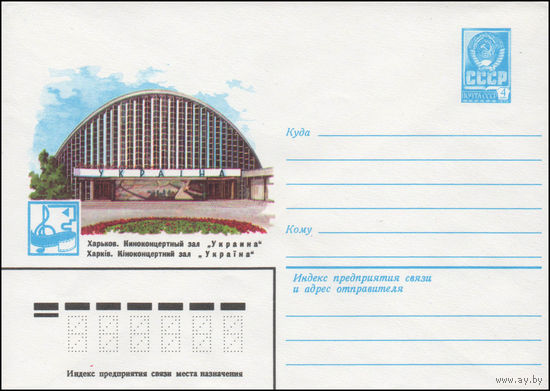 СССР
ПОЧТА СССР 4
УКРАЇНА
Харьков. Киноконцертный зал „Украина“
Харків. Кіноконцертний зал „Україна“
Куда
Кому
Индекс предприятия связи
и адрес отправителя
Индекс предприятия связи места назначения
www.ay.by